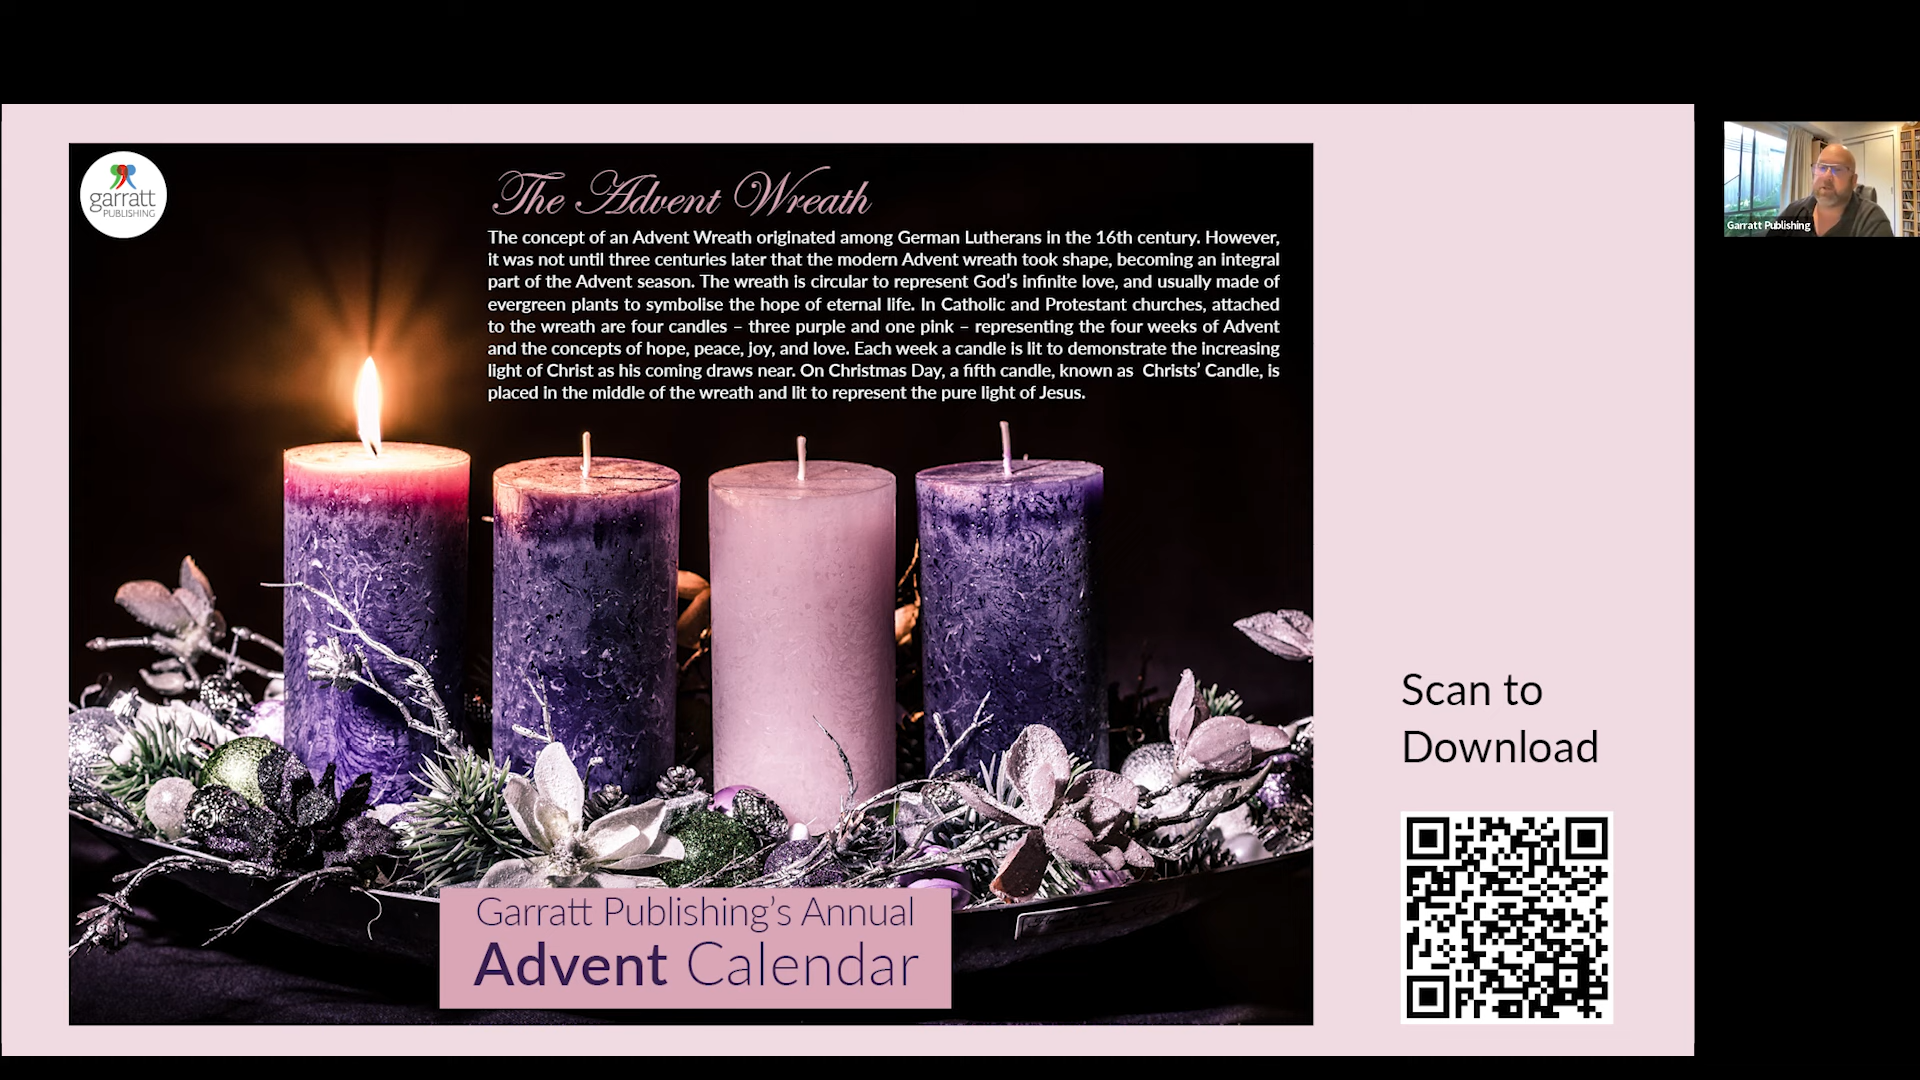 garratt
PUBLISHING
The Advent Wreath
The concept of an Advent Wreath originated among German Lutherans in the 16th century. However,
it was not until three centuries later that the modern Advent wreath took shape, becoming an integral
part of the Advent season. The wreath is circular to represent God's infinite love, and usually made of
evergreen plants to symbolise the hope of eternal life. In Catholic and Protestant churches, attached
to the wreath are four candles – three purple and one pink – representing the four weeks of Advent
and the concepts of hope, peace, joy, and love. Each week a candle is lit to demonstrate the increasing
light of Christ as his coming draws near. On Christmas Day, a fifth candle, known as Christs' Candle, is
placed in the middle of the wreath and lit to represent the pure light of Jesus.
Garratt Publishing's Annual
Advent Calendar
Scan to
Download
Garratt Publishing